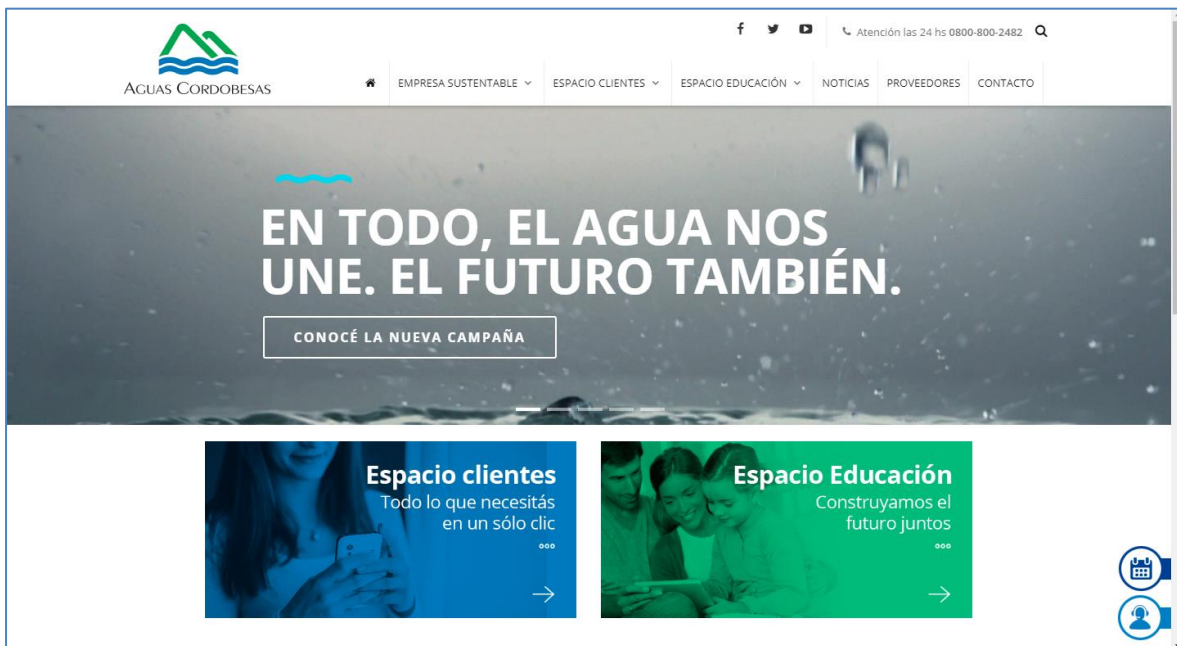 Atención las 24 hs 0800-800-2482
AGUAS CORDOBESAS
EMPRESA SUSTENTABLE ESPACIO CLIENTES ESPACIO EDUCACIÓN NOTICIAS PROVEEDORES CONTACTO
EN TODO, EL AGUA NOS
UNE. EL FUTURO TAMBIÉN.
CONOCÉ LA NUEVA CAMPAÑA
Espacio clientes
Todo lo que necesitás
en un sólo clic
Espacio Educación
Construyamos el
futuro juntos